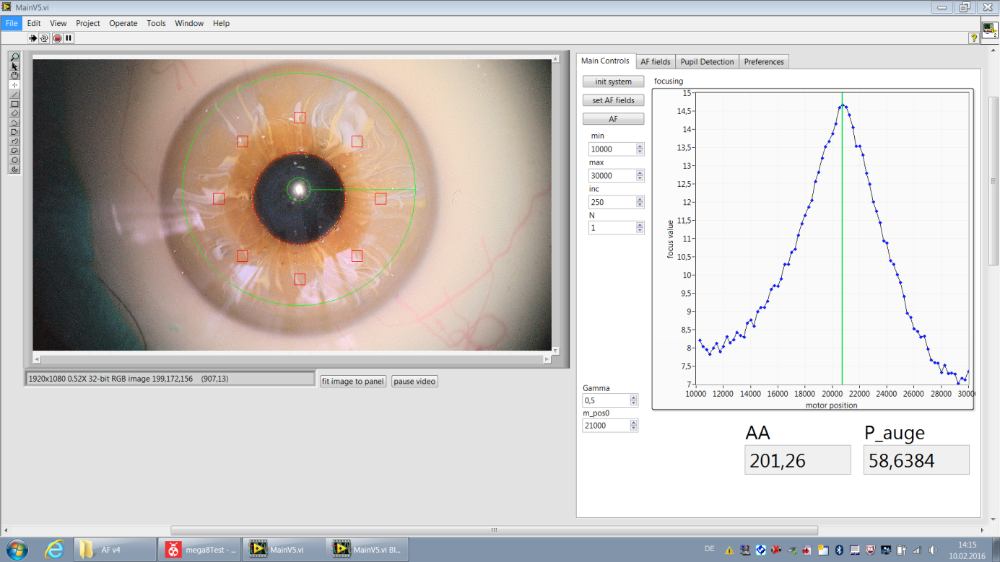 MainV5.vi
File Edit View Project Operate Tools Window Help
2
Main Controls AF fields Pupil Detection Preferences
init system
set AF fields
AF
min
10000
max
30000
inc
250
N
1
focusing
15
14,5
14
13,5
13
12,5
12
11,5
11
10,5
10
9,5
9
8,5
8
7,5
7
focus value
10000 12000 14000 16000 18000 20000 22000 24000 26000 28000 30000
motor position
1920x1080 0.52X 32-bit RGB image 199,172,156 (907,13)
fit image to panel
pause video
Gamma
0,5
m_pos0
21000
AA
201,26
P_auge
58,6384
AF v4
mega8Test - ...
MainV5.vi
MainV5.vi Bl...
DE
14:15
10.02.2016